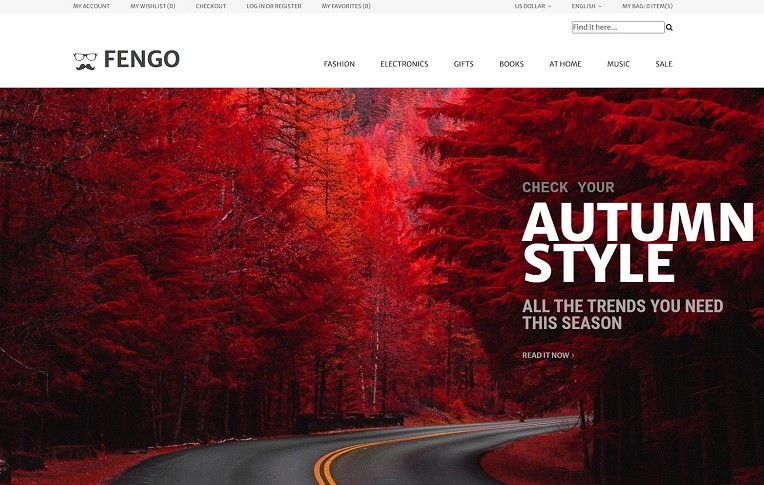 MY ACCOUNT MY WISHLIST (0) CHECKOUT LOG IN OR REGISTER MY FAVORITES (0) US DOLLAR ENGLISH MY BAG: 0 ITEM(S)
Find it here...
FENGO
FASHION ELECTRONICS GIFTS BOOKS AT HOME MUSIC SALE
CHECK YOUR
AUTUMN
STYLE
ALL THE TRENDS YOU NEED
THIS SEASON
READ IT NOW ›